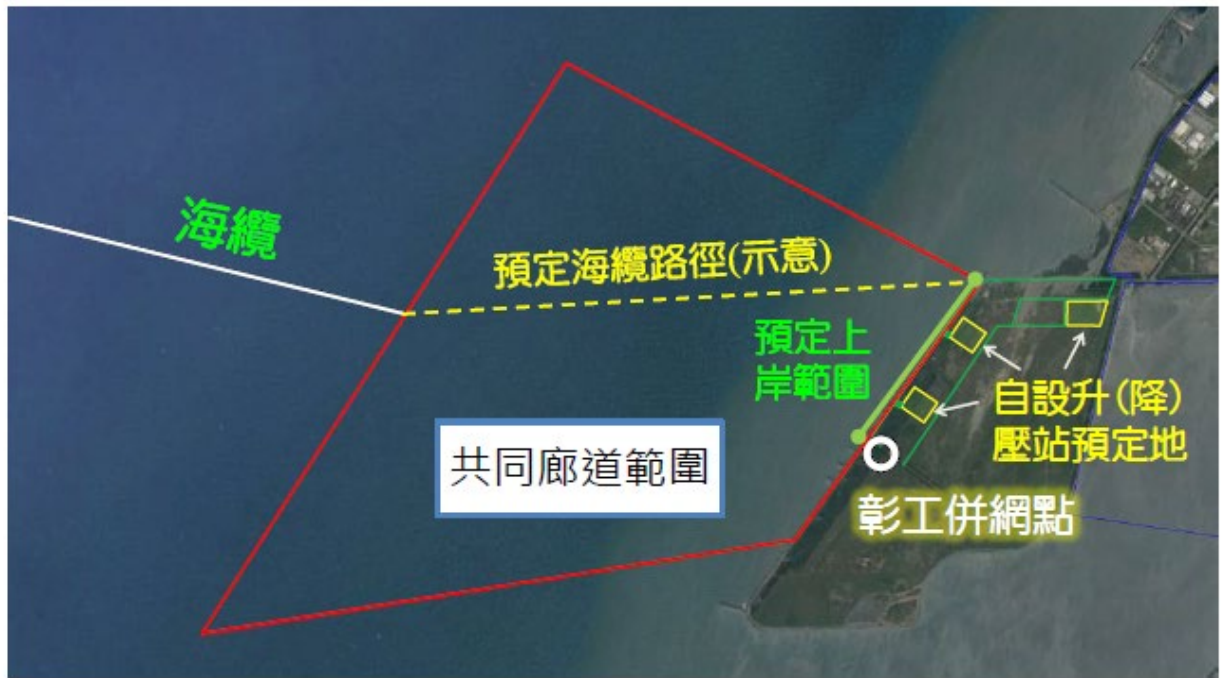 海纜
預定海纜路徑(示意)
預定上
岸範圍
自設升(降)
壓站預定地
共同廊道範圍
彰工併網點